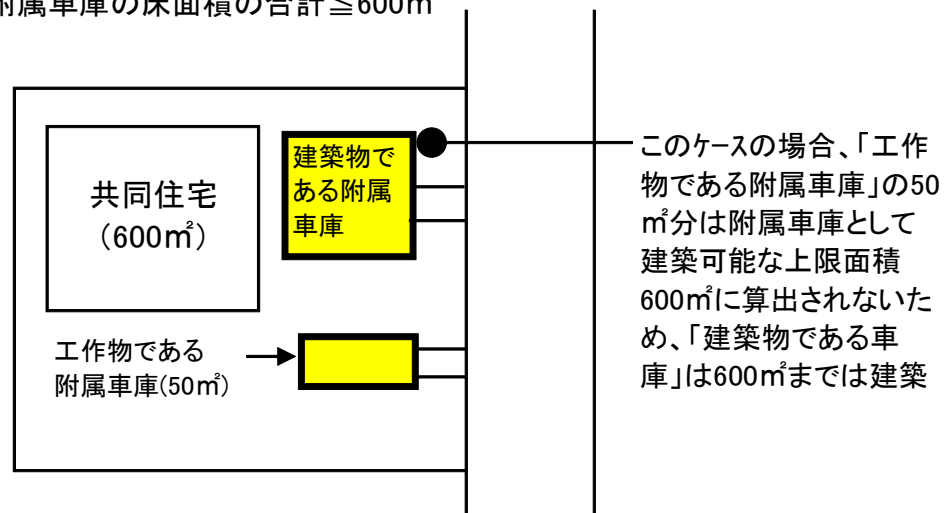 附属車庫の床面積の合計≦600㎡
共同住宅
(600㎡)
建築物で
ある附属
車庫
工作物である
附属車庫(50㎡)
このケースの場合、「工作
物である附属車庫」の50
㎡分は附属車庫として
建築可能な上限面積
600㎡に算出されないた
め、「建築物である車
庫」は600㎡までは建築